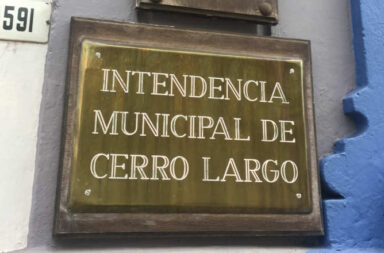 591
INTENDENCIA
MUNICIPAL DE
CERRO LARGO